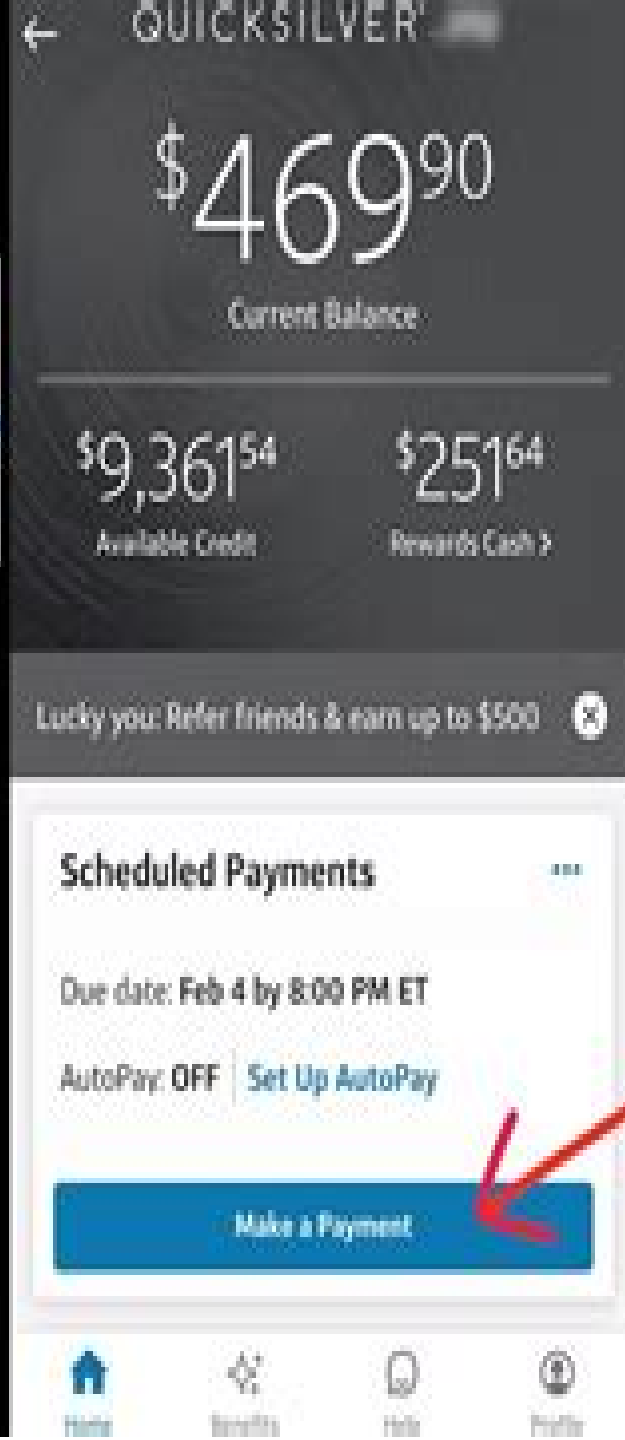 QUICKSILVER
$469.90
Current Balance
$9,361.54 $251.64
Available Credit Rewards Cash >
Lucky you: Refer friends & earn up to $500
Scheduled Payments
Due date: Feb 4 by 8:00 PM ET
AutoPay: OFF | Set Up AutoPay
Make a Payment
Home Benefits Help Profile